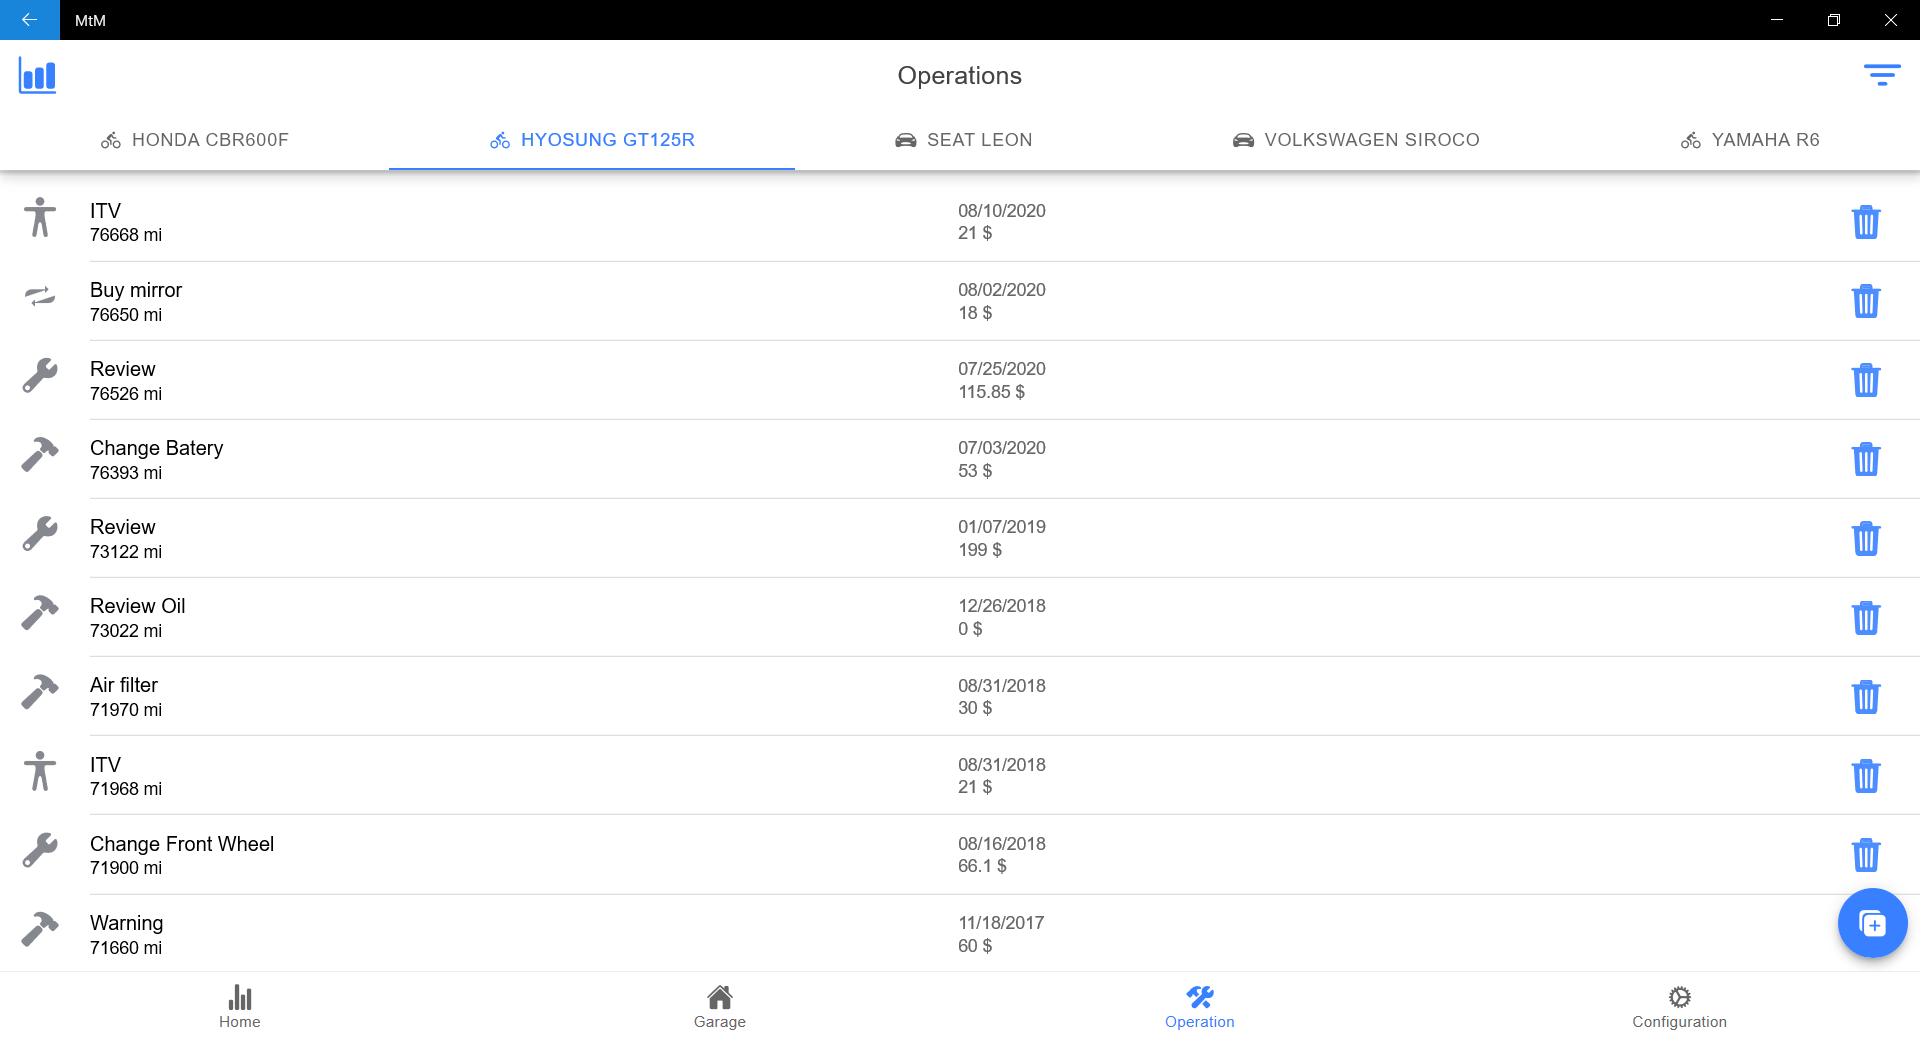 MtM
Operations
HONDA CBR600F
HYOSUNG GT125R
SEAT LEON
VOLKSWAGEN SIROCO
YAMAHA R6
ITV
08/10/2020
76668 mi
21 $
Buy mirror
08/02/2020
76650 mi
18 $
Review
07/25/2020
76526 mi
115.85 $
Change Batery
07/03/2020
76393 mi
53 $
Review
01/07/2019
73122 mi
199 $
Review Oil
12/26/2018
73022 mi
0 $
Air filter
08/31/2018
71970 mi
30 $
ITV
08/31/2018
71968 mi
21 $
Change Front Wheel
08/16/2018
71900 mi
66.1 $
Warning
11/18/2017
71660 mi
60 $
Home
Garage
Operation
Configuration